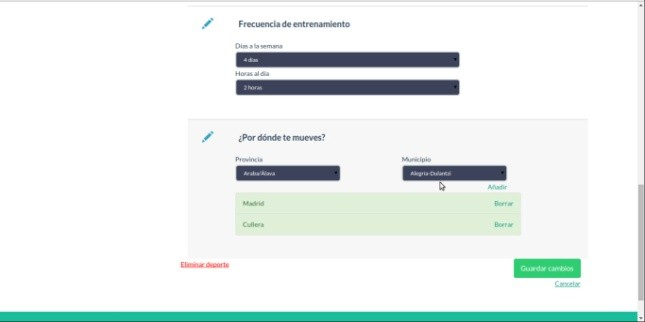 Frecuencia de entrenamiento
Días a la semana
4 días
Horas al día
2 horas
¿Por dónde te mueves?
Provincia Municipio
Araba/Álava Alegría-Dulantzi
Añadir
Madrid Borrar
Cullera Borrar
Eliminar deporte
Guardar cambios
Cancelar